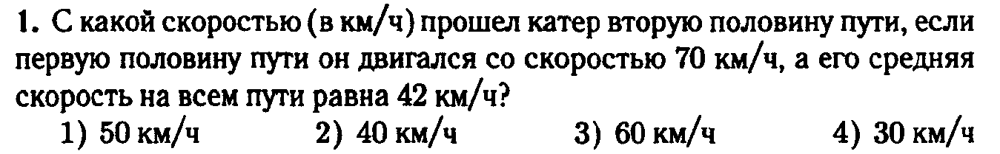 1. С какой скоростью (в км/ч) прошел катер вторую половину пути, если
первую половину пути он двигался со скоростью 70 км/ч, а его средняя
скорость на всем пути равна 42 км/ч?
1) 50 км/ч 2) 40 км/ч 3) 60 км/ч 4) 30 км/ч